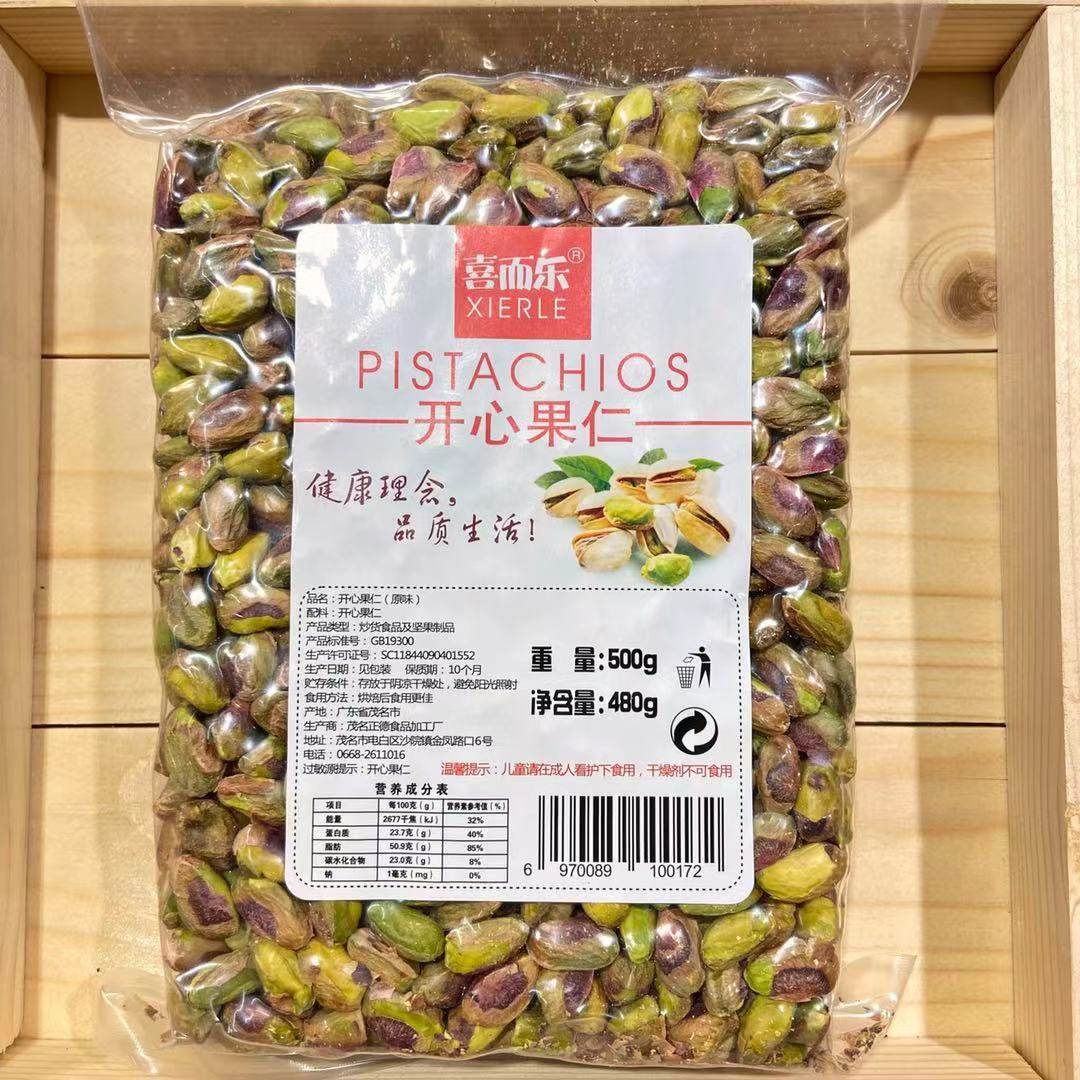 喜而乐®
XIERLE
PISTACHIOS
开心果仁
健康理念,
品质生活!
品名：开心果仁（原味）
配料：开心果仁
产品类型：炒货食品及坚果制品
产品标准号：GB19300
生产许可证号：SC11844090401552
生产日期：见包装 保质期：10个月
贮存条件：存放于阴凉干燥处，避免阳光照射
食用方法：烘焙后食用更佳
产地：广东省茂名市
生产商：茂名正德食品加工厂
地址：茂名市电白区沙院镇金凤路口6号
电话：0668-2611016
过敏源提示：开心果仁
重 量:500g
净含量:480g
温馨提示：儿童请在成人看护下食用，干燥剂不可食用
营养成分表
项目 每100克（g） 营养素参考值（%）
能量 2677千焦（kJ） 32%
蛋白质 23.7克（g） 40%
脂肪 50.9克（g） 85%
碳水化合物 23.0克（g） 8%
钠 1毫克（mg） 0%
6 970089 100172